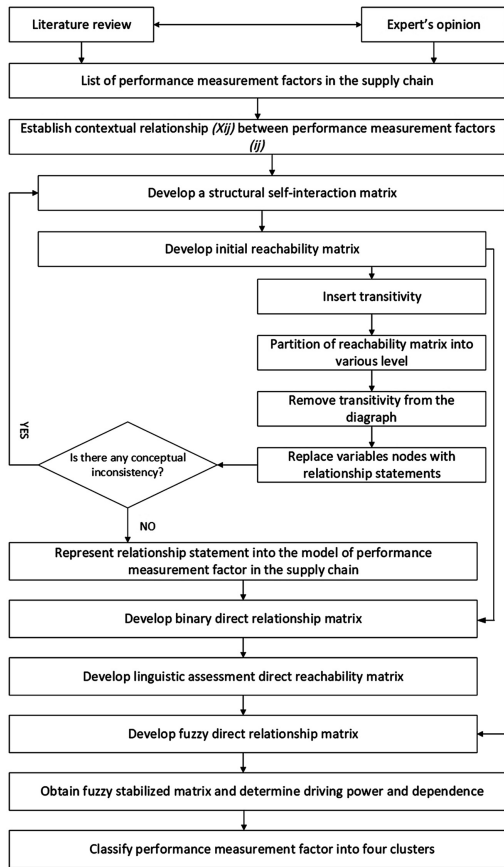 Literature review
Expert's opinion
List of performance measurement factors in the supply chain
Establish contextual relationship (Xij) between performance measurement factors
(ij)
Develop a structural self-interaction matrix
Develop initial reachability matrix
Insert transitivity
Partition of reachability matrix into
various level
Remove transitivity from the
diagraph
Replace variables nodes with
relationship statements
Is there any conceptual
inconsistency?
YES
NO
Represent relationship statement into the model of performance
measurement factor in the supply chain
Develop binary direct relationship matrix
Develop linguistic assessment direct reachability matrix
Develop fuzzy direct relationship matrix
Obtain fuzzy stabilized matrix and determine driving power and dependence
Classify performance measurement factor into four clusters